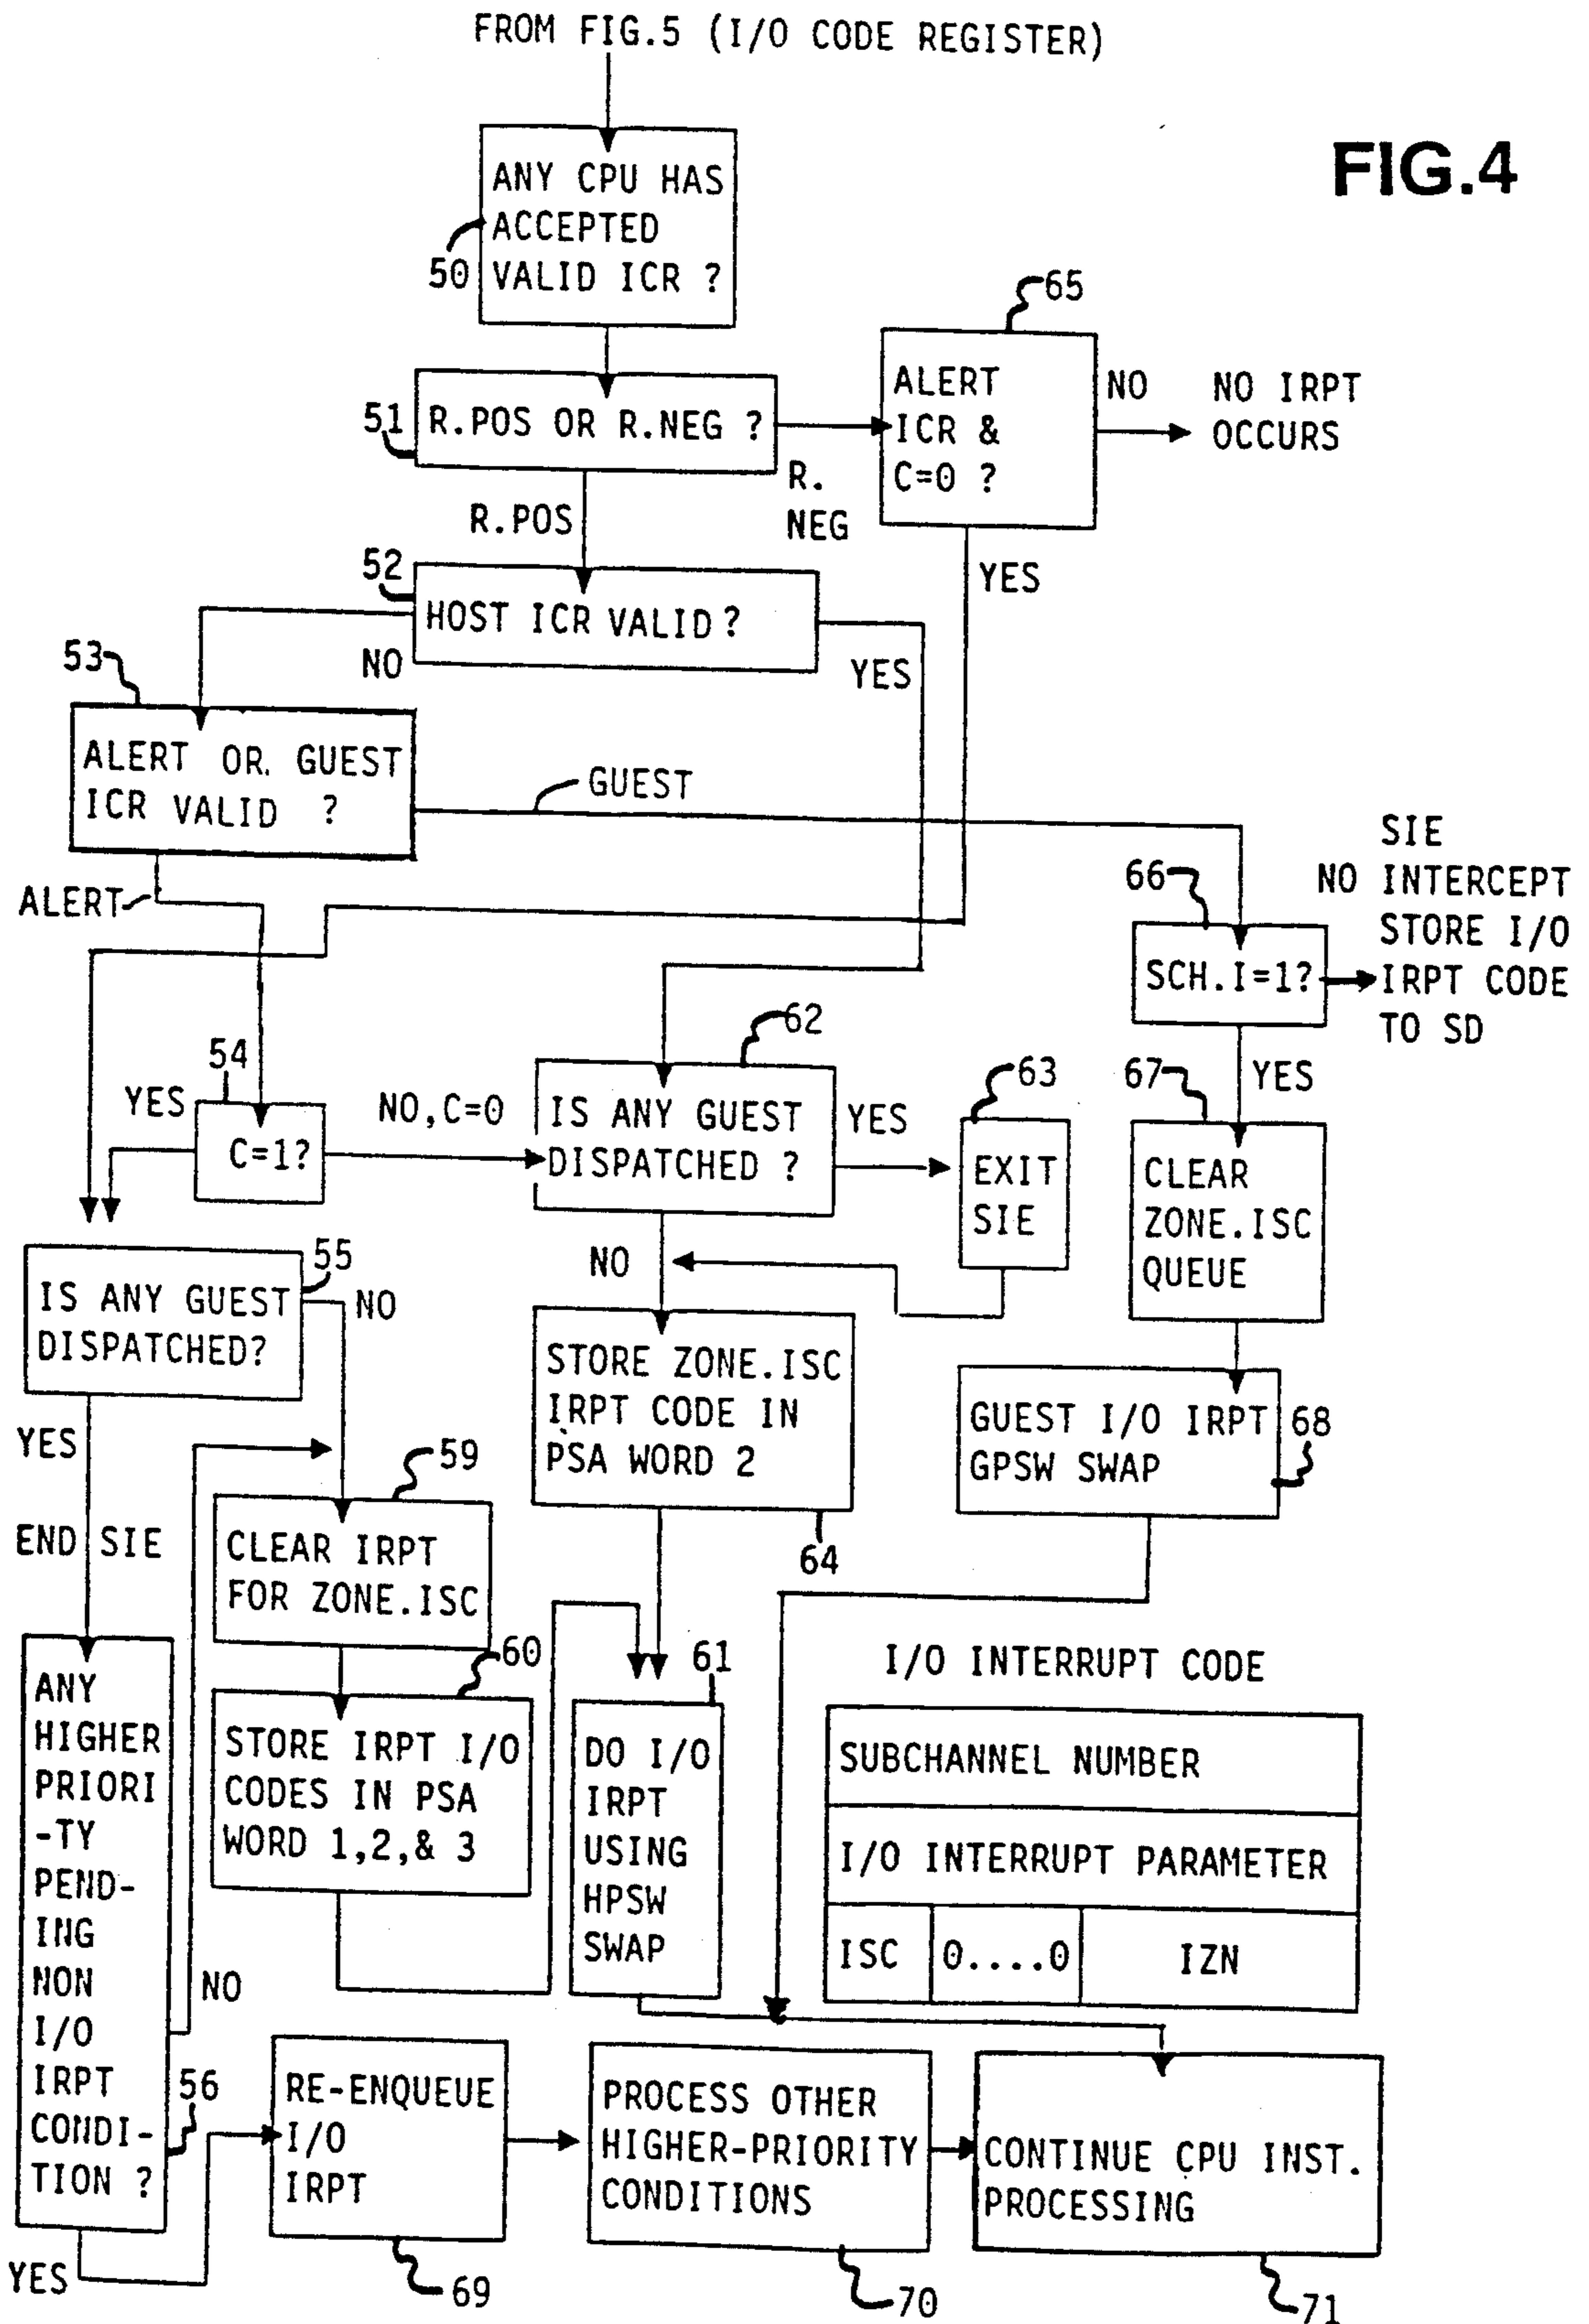 FROM FIG.5 (I/O CODE REGISTER)
FIG.4
ANY CPU HAS
ACCEPTED
VALID ICR ?
50
65
ALERT
ICR &
C=0 ?
NO
NO IRPT
OCCURS
51
R.POS OR R.NEG ?
R.
NEG
R.POS
YES
52
HOST ICR VALID ?
NO
YES
53
ALERT OR. GUEST
ICR VALID ?
GUEST
ALERT
SIE
NO INTERCEPT
STORE I/O
IRPT CODE
TO SD
66
SCH.I=1?
YES
54
YES
C=1?
NO,C=0
62
IS ANY GUEST
DISPATCHED ?
YES
63
EXIT
SIE
67
CLEAR
ZONE.ISC
QUEUE
NO
55
IS ANY GUEST
DISPATCHED?
NO
YES
STORE ZONE.ISC
IRPT CODE IN
PSA WORD 2
64
GUEST I/O IRPT
GPSW SWAP
68
59
CLEAR IRPT
FOR ZONE.ISC
END SIE
60
STORE IRPT I/O
CODES IN PSA
WORD 1,2,& 3
61
DO I/O
IRPT
USING
HPSW
SWAP
I/O INTERRUPT CODE
SUBCHANNEL NUMBER
I/O INTERRUPT PARAMETER
ISC 0....0 IZN
ANY
HIGHER
PRIORI
-TY
PEND-
ING
NON
I/O
IRPT
CONDI-
TION ?
NO
56
YES
RE-ENQUEUE
I/O
IRPT
69
PROCESS OTHER
HIGHER-PRIORITY
CONDITIONS
70
CONTINUE CPU INST.
PROCESSING
71